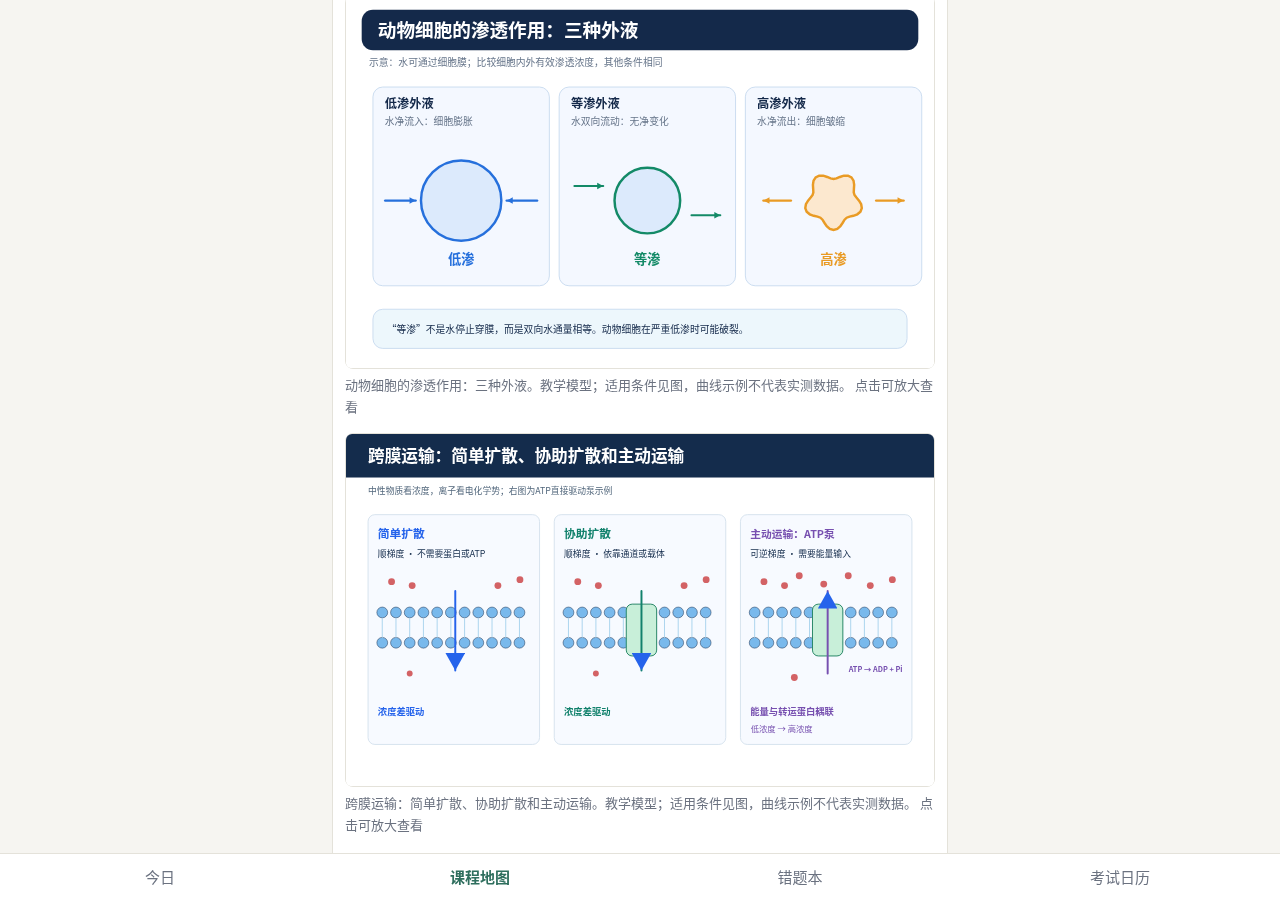 动物细胞的渗透作用：三种外液
示意：水可通过细胞膜；比较细胞内外有效渗透浓度，其他条件相同
低渗外液
水净流入：细胞膨胀
低渗
等渗外液
水双向流动：无净变化
等渗
高渗外液
水净流出：细胞皱缩
高渗
“等渗”不是水停止穿膜，而是双向水通量相等。动物细胞在严重低渗时可能破裂。
动物细胞的渗透作用：三种外液。教学模型；适用条件见图，曲线示例不代表实测数据。 点击可放大查
看
跨膜运输：简单扩散、协助扩散和主动运输
中性物质看浓度，离子看电化学势；右图为ATP直接驱动泵示例
简单扩散
顺梯度 · 不需要蛋白或ATP
浓度差驱动
协助扩散
顺梯度 · 依靠通道或载体
浓度差驱动
主动运输：ATP泵
可逆梯度 · 需要能量输入
ATP → ADP + Pi
能量与转运蛋白耦联
低浓度 → 高浓度
跨膜运输：简单扩散、协助扩散和主动运输。教学模型；适用条件见图，曲线示例不代表实测数据。 点
击可放大查看
今日
课程地图
错题本
考试日历